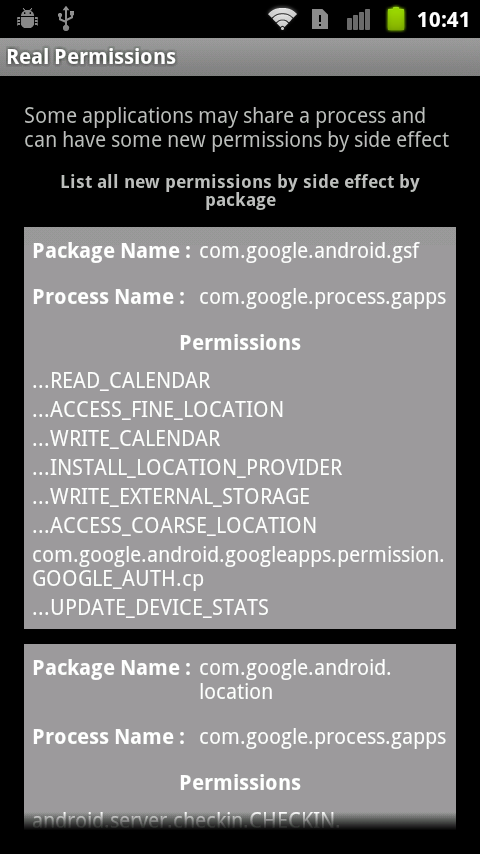 10:41
Real Permissions
Some applications may share a process and
can have some new permissions by side effect
List all new permissions by side effect by
package
Package Name : com.google.android.gsf
Process Name : com.google.process.gapps
Permissions
...READ_CALENDAR
...ACCESS_FINE_LOCATION
...WRITE_CALENDAR
...INSTALL_LOCATION_PROVIDER
...WRITE_EXTERNAL_STORAGE
...ACCESS_COARSE_LOCATION
com.google.android.googleapps.permission.
GOOGLE_AUTH.cp
...UPDATE_DEVICE_STATS
Package Name : com.google.android.
location
Process Name : com.google.process.gapps
Permissions
android.server.checkin.CHECKIN.